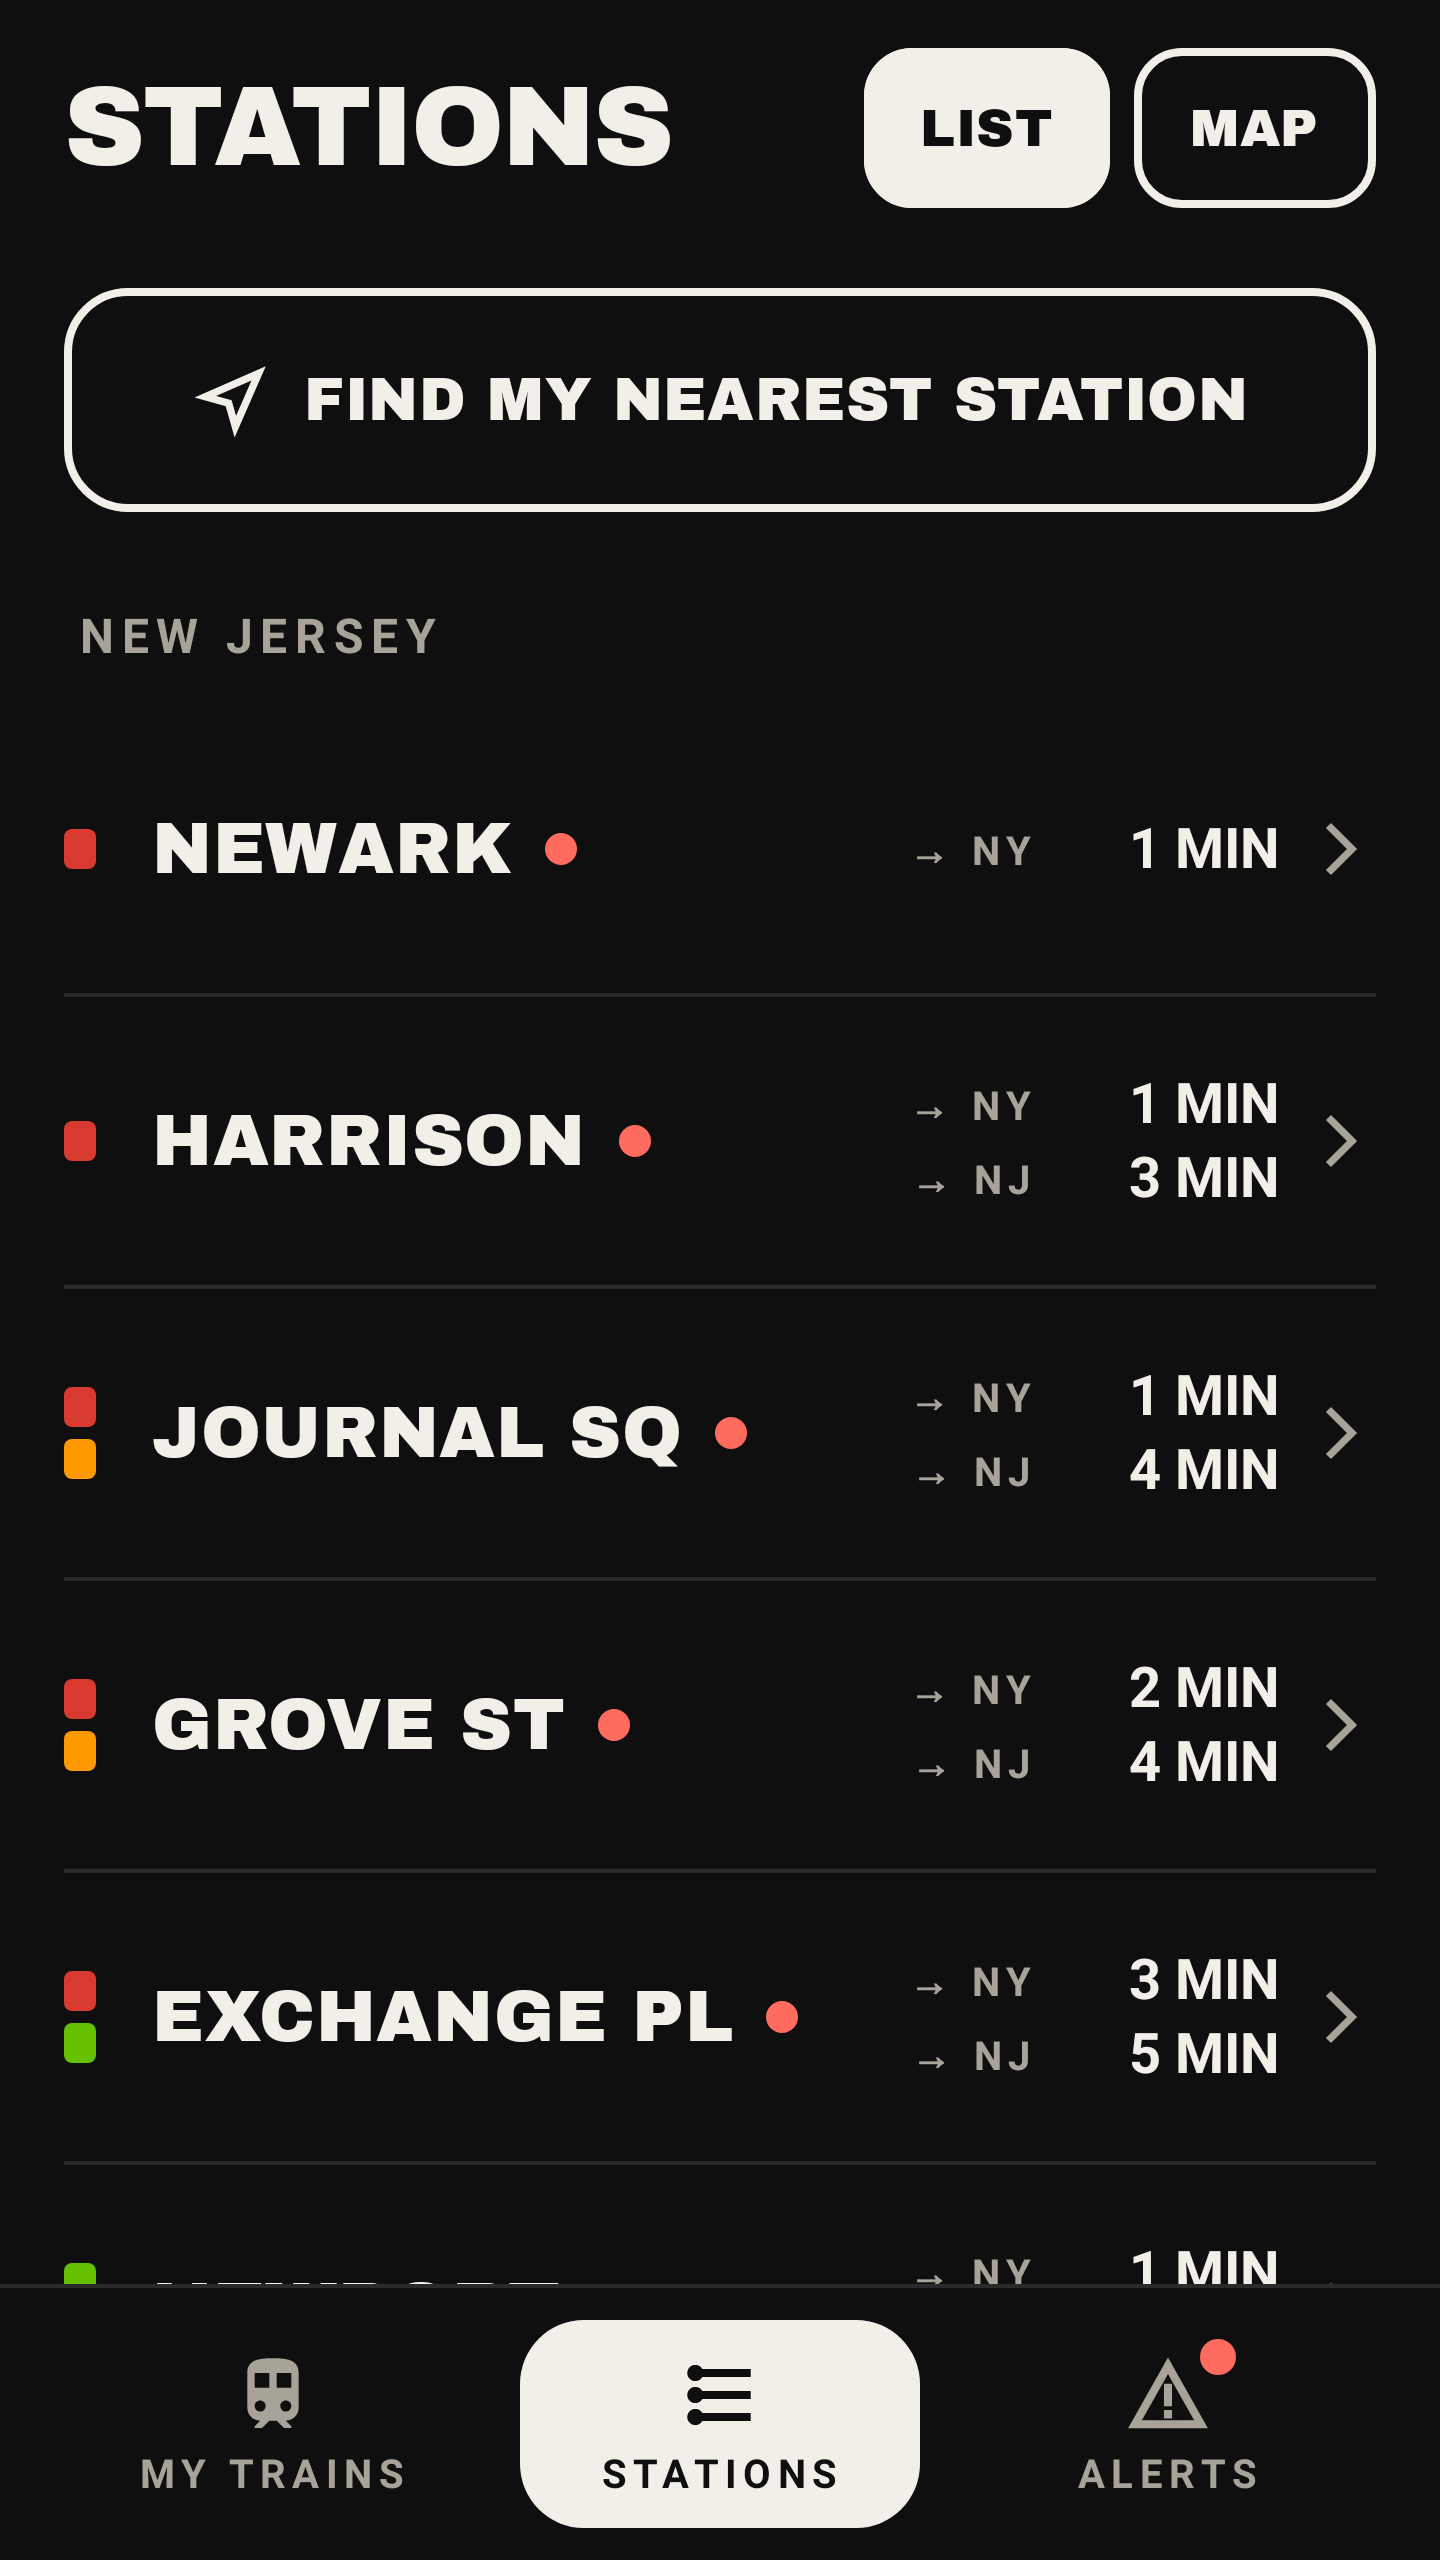 STATIONS LIST MAP
FIND MY NEAREST STATION
NEW JERSEY
NEWARK → NY 1 MIN
HARRISON → NY 1 MIN
→ NJ 3 MIN
JOURNAL SQ → NY 1 MIN
→ NJ 4 MIN
GROVE ST → NY 2 MIN
→ NJ 4 MIN
EXCHANGE PL → NY 3 MIN
→ NJ 5 MIN
→ NY 1 MIN
MY TRAINS STATIONS ALERTS